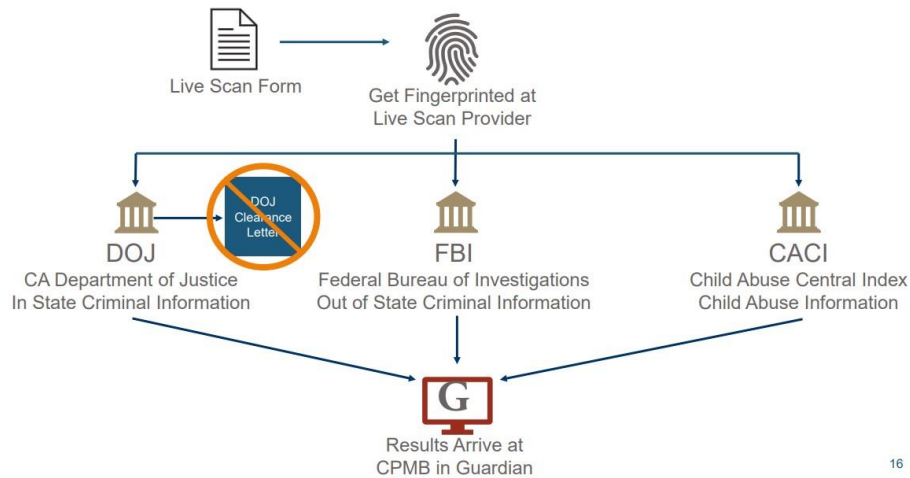 Live Scan Form
Get Fingerprinted at
Live Scan Provider
DOJ
Clearance
Letter
DOJ
CA Department of Justice
In State Criminal Information
FBI
Federal Bureau of Investigations
Out of State Criminal Information
CACI
Child Abuse Central Index
Child Abuse Information
G
Results Arrive at
CPMB in Guardian
16